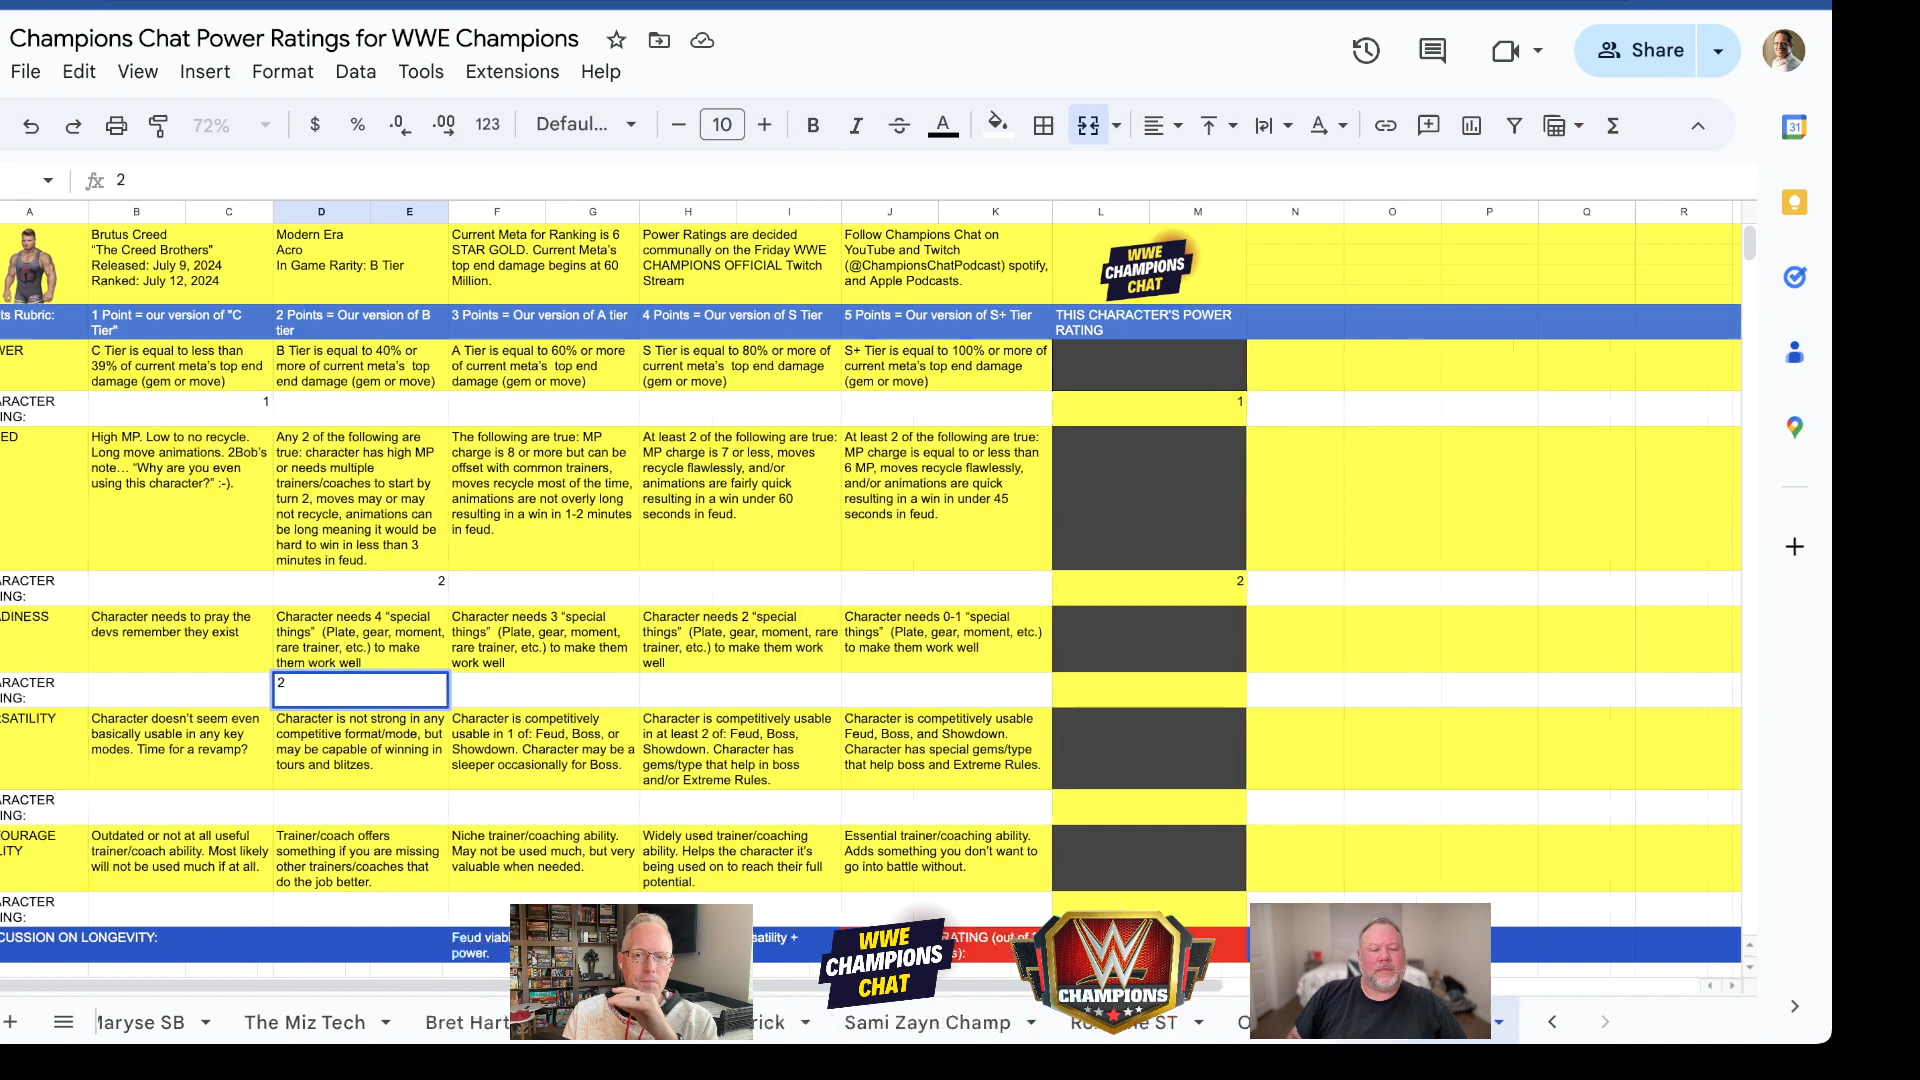 Champions Chat Power Ratings for WWE Champions
File Edit View Insert Format Data Tools Extensions Help
Share
72% $ % .0 .00 123 Defaul... 10 B I A A Σ
31
fx 2
A B C D E F G H I J K L M N O P Q R
Brutus Creed
“The Creed Brothers"
Released: July 9, 2024
Ranked: July 12, 2024
Modern Era
Acro
In Game Rarity: B Tier
Current Meta for Ranking is 6
STAR GOLD. Current Meta’s
top end damage begins at 60
Million.
Power Ratings are decided
communally on the Friday WWE
CHAMPIONS OFFICIAL Twitch
Stream
Follow Champions Chat on
YouTube and Twitch
(@ChampionsChatPodcast) spotify,
and Apple Podcasts.
WWE
CHAMPIONS
CHAT
ts Rubric:
1 Point = our version of "C
Tier"
2 Points = Our version of B
tier
3 Points = Our version of A tier
4 Points = Our version of S Tier
5 Points = Our version of S+ Tier
THIS CHARACTER'S POWER
RATING
WER
C Tier is equal to less than
39% of current meta’s top end
damage (gem or move)
B Tier is equal to 40% or
more of current meta’s top
end damage (gem or move)
A Tier is equal to 60% or more
of current meta’s top end
damage (gem or move)
S Tier is equal to 80% or more of
current meta’s top end damage
(gem or move)
S+ Tier is equal to 100% or more of
current meta’s top end damage
(gem or move)
RACTER
ING:
1
1
ED
High MP. Low to no recycle.
Long move animations. 2Bob’s
note… “Why are you even
using this character?” :-).
Any 2 of the following are
true: character has high MP
or needs multiple
trainers/coaches to start by
turn 2, moves may or may
not recycle, animations can
be long meaning it would be
hard to win in less than 3
minutes in feud.
The following are true: MP
charge is 8 or more but can be
offset with common trainers,
moves recycle most of the time,
animations are not overly long
resulting in a win in 1-2 minutes
in feud.
At least 2 of the following are true:
MP charge is 7 or less, moves
recycle flawlessly, and/or
animations are fairly quick
resulting in a win under 60
seconds in feud.
At least 2 of the following are true:
MP charge is equal to or less than
6 MP, moves recycle flawlessly,
and/or animations are quick
resulting in a win in under 45
seconds in feud.
RACTER
ING:
2
2
DINESS
Character needs to pray the
devs remember they exist
Character needs 4 “special
things” (Plate, gear, moment,
rare trainer, etc.) to make
them work well
Character needs 3 “special
things” (Plate, gear, moment,
rare trainer, etc.) to make them
work well
Character needs 2 “special
things” (Plate, gear, moment, rare
trainer, etc.) to make them work
well
Character needs 0-1 “special
things” (Plate, gear, moment, etc.)
to make them work well
RACTER
ING:
2
SATILITY
Character doesn’t seem even
basically usable in any key
modes. Time for a revamp?
Character is not strong in any
competitive format/mode, but
may be capable of winning in
tours and blitzes.
Character is competitively
usable in 1 of: Feud, Boss, or
Showdown. Character may be a
sleeper occasionally for Boss.
Character is competitively usable
in at least 2 of: Feud, Boss,
Showdown. Character has
gems/type that help in boss
and/or Extreme Rules.
Character is competitively usable
Feud, Boss, and Showdown.
Character has special gems/type
that help boss and Extreme Rules.
RACTER
ING:
OURAGE
LITY
Outdated or not at all useful
trainer/coach ability. Most likely
will not be used much if at all.
Trainer/coach offers
something if you are missing
other trainers/coaches that
do the job better.
Niche trainer/coaching ability.
May not be used much, but very
valuable when needed.
Widely used trainer/coaching
ability. Helps the character it’s
being used on to reach their full
potential.
Essential trainer/coaching ability.
Adds something you don’t want to
go into battle without.
RACTER
ING:
CUSSION ON LONGEVITY:
Feud viab
power.
satility +
RATING (out of
s):
WWE
CHAMPIONS
CHAT
CHAMPIONS
aryse SB The Miz Tech Bret Hart rick Sami Zayn Champ ST